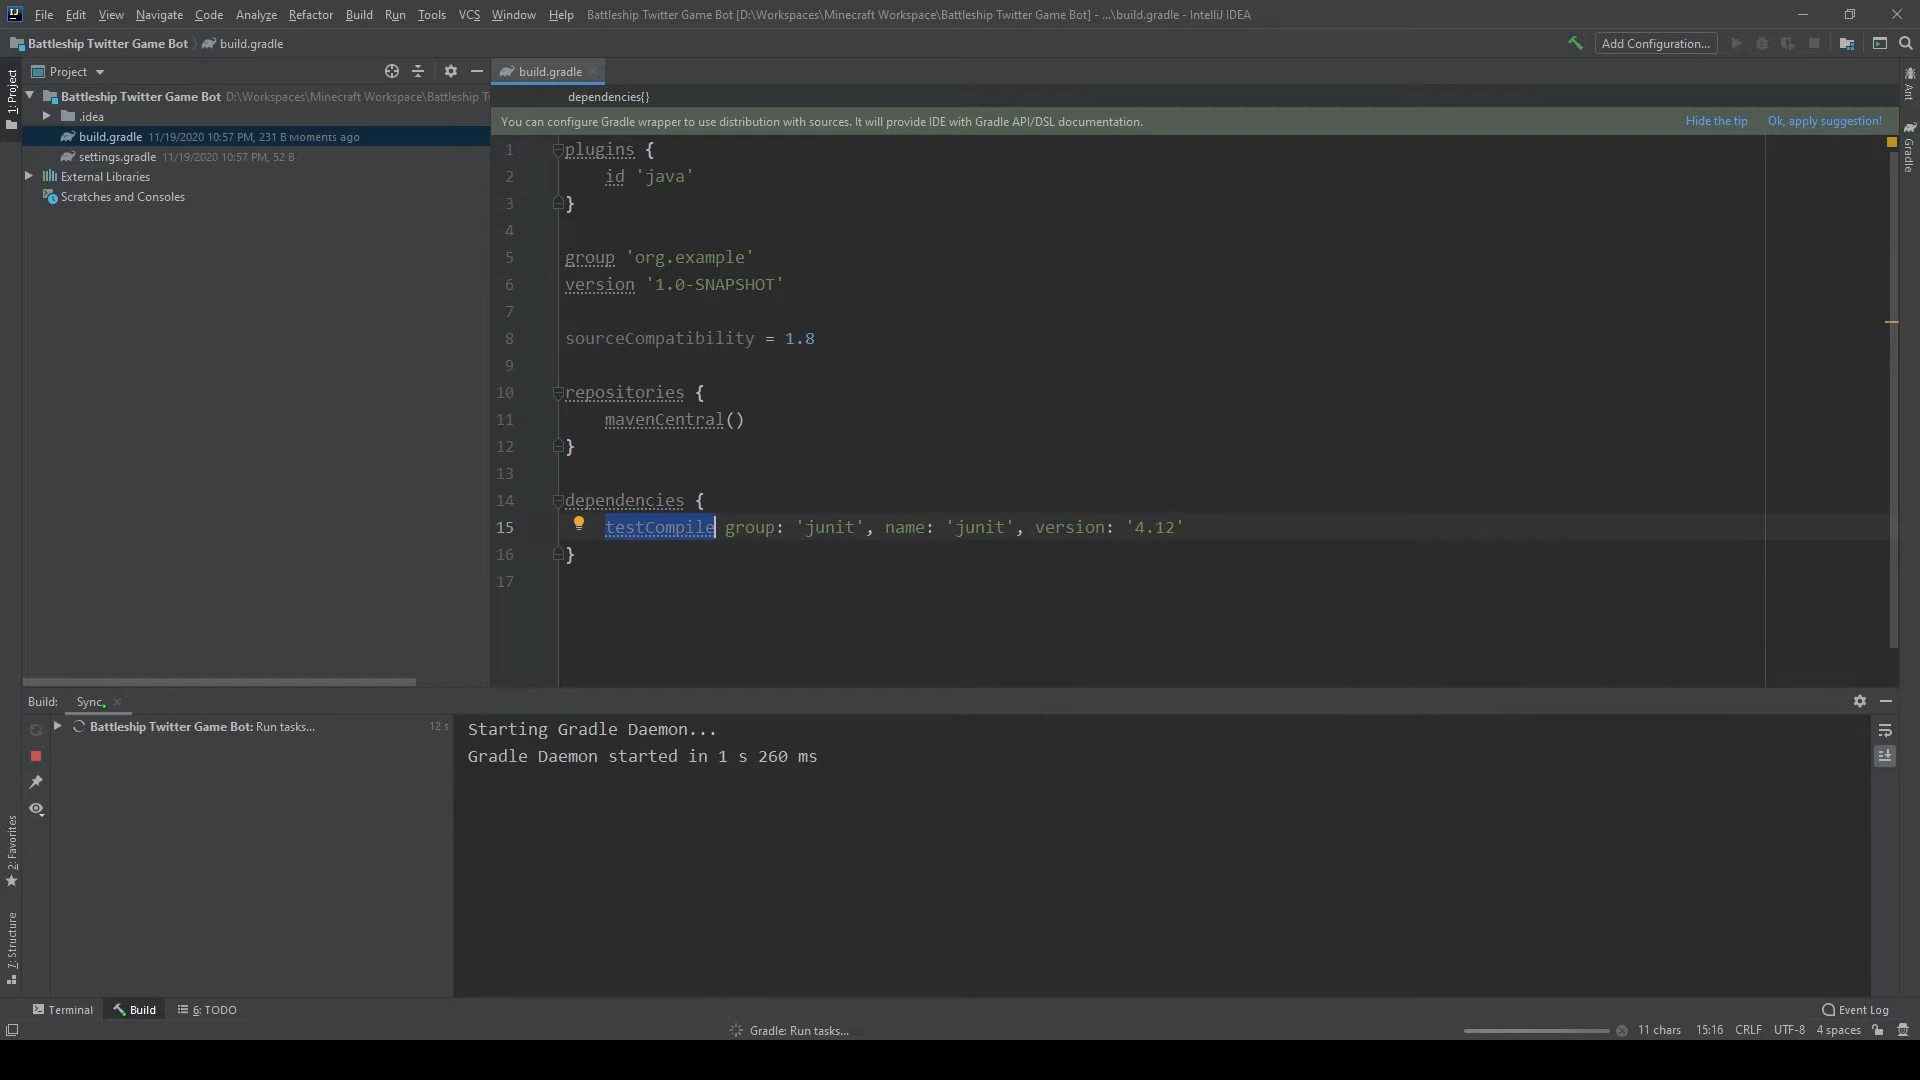 File Edit View Navigate Code Analyze Refactor Build Run Tools VCS Window Help Battleship Twitter Game Bot [D:\Workspaces\Minecraft Workspace\Battleship Twitter Game Bot] - ...\build.gradle - IntelliJ IDEA
Battleship Twitter Game Bot build.gradle
Add Configuration...
1: Project
Project
build.gradle
Ant
Battleship Twitter Game Bot D:\Workspaces\Minecraft Workspace\Battleship T
dependencies{}
.idea
You can configure Gradle wrapper to use distribution with sources. It will provide IDE with Gradle API/DSL documentation.
Hide the tip
Ok, apply suggestion!
build.gradle 11/19/2020 10:57 PM, 231 B Moments ago
settings.gradle 11/19/2020 10:57 PM, 52 B
External Libraries
Scratches and Consoles
Gradle
1 plugins {
2 id 'java'
3 }
4
5 group 'org.example'
6 version '1.0-SNAPSHOT'
7
8 sourceCompatibility = 1.8
9
10 repositories {
11 mavenCentral()
12 }
13
14 dependencies {
15 testCompile group: 'junit', name: 'junit', version: '4.12'
16 }
17
Build: Sync
Battleship Twitter Game Bot: Run tasks... 12 s
Starting Gradle Daemon...
Gradle Daemon started in 1 s 260 ms
2: Favorites
7: Structure
Terminal Build 6: TODO
Event Log
Gradle: Run tasks...
11 chars 15:16 CRLF UTF-8 4 spaces